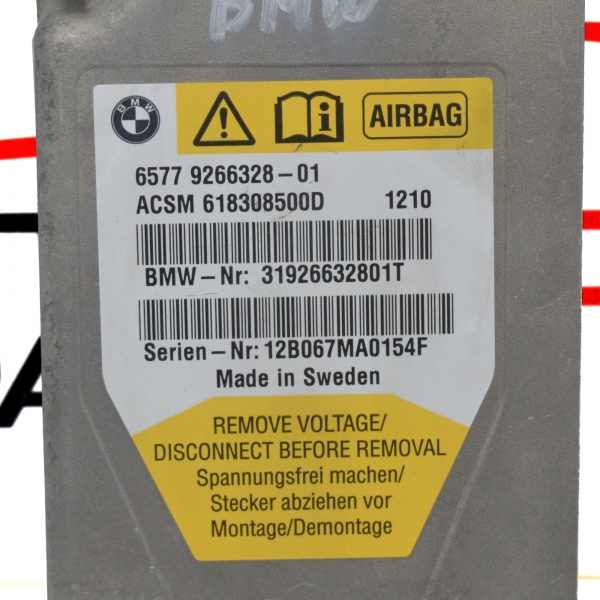 BMW
BMW
AIRBAG
6577 9266328-01
ACSM 618308500D 1210
BMW-Nr: 31926632801T
Serien-Nr: 12B067MA0154F
Made in Sweden
REMOVE VOLTAGE/
DISCONNECT BEFORE REMOVAL
Spannungsfrei machen/
Stecker abziehen vor
Montage/Demontage